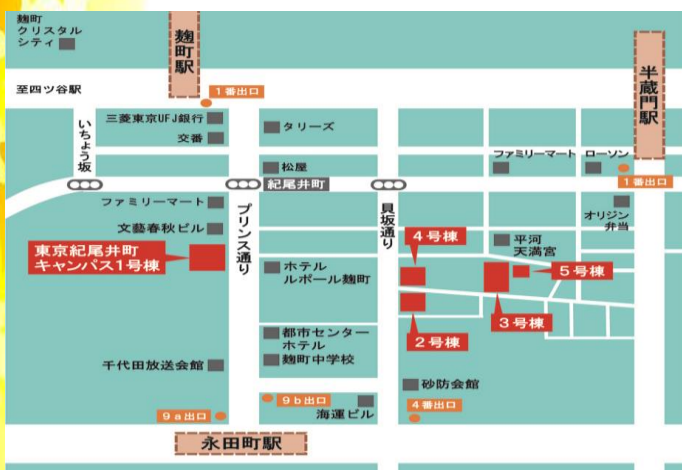 麹町
クリスタル
シティ
麹町駅
半蔵門駅
至四ツ谷駅
1番出口
いちょう坂
三菱東京UFJ銀行
交番
タリーズ
松屋
ファミリーマート
ローソン
1番出口
紀尾井町
ファミリーマート
文藝春秋ビル
プリンス通り
貝坂通り
オリジン
弁当
東京紀尾井町
キャンパス1号棟
4号棟
平河
天満宮
5号棟
ホテル
ルポール麹町
3号棟
2号棟
都市センター
ホテル
麹町中学校
千代田放送会館
砂防会館
9a出口
9b出口
海運ビル
4番出口
永田町駅